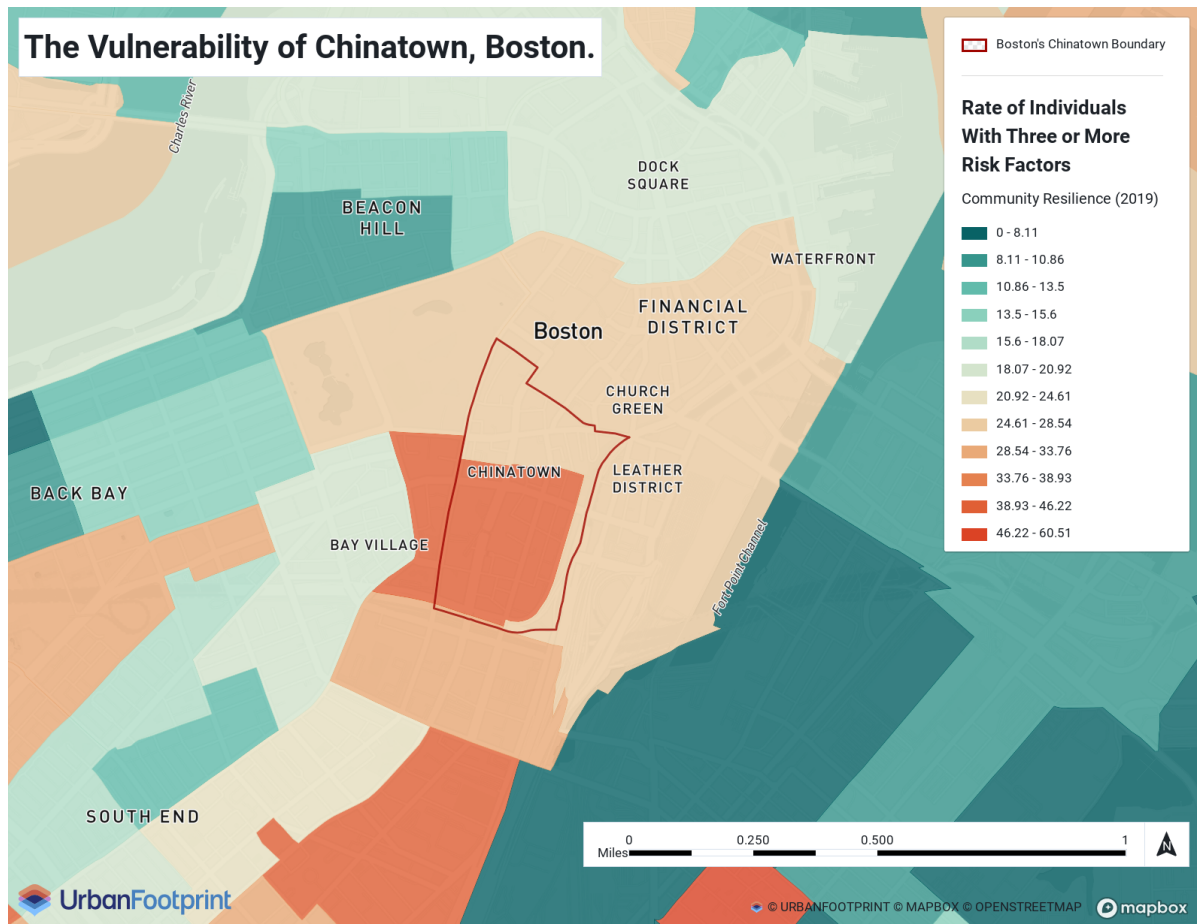 The Vulnerability of Chinatown, Boston.
Boston's Chinatown Boundary
Rate of Individuals
With Three or More
Risk Factors
Community Resilience (2019)
0 - 8.11
8.11 - 10.86
10.86 - 13.5
13.5 - 15.6
15.6 - 18.07
18.07 - 20.92
20.92 - 24.61
24.61 - 28.54
28.54 - 33.76
33.76 - 38.93
38.93 - 46.22
46.22 - 60.51
Charles River
DOCK
SQUARE
BEACON
HILL
WATERFRONT
FINANCIAL
DISTRICT
Boston
CHURCH
GREEN
CHINATOWN
LEATHER
DISTRICT
BACK BAY
BAY VILLAGE
Fort Point Channel
SOUTH END
0 0.250 0.500 1
Miles
N
UrbanFootprint
© URBANFOOTPRINT © MAPBOX © OPENSTREETMAP
mapbox